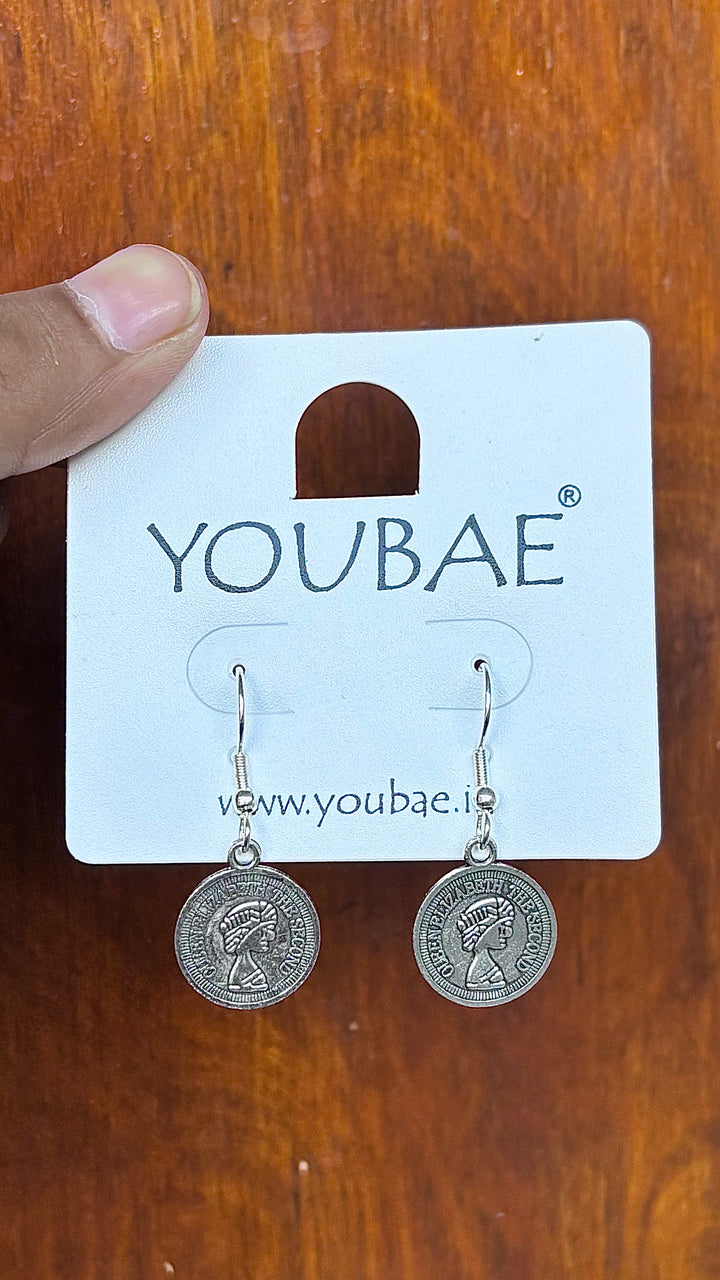 YOUBAE®
www.youbae.i
QUEEN ELIZABETH THE SECOND
QUEEN ELIZABETH THE SECOND